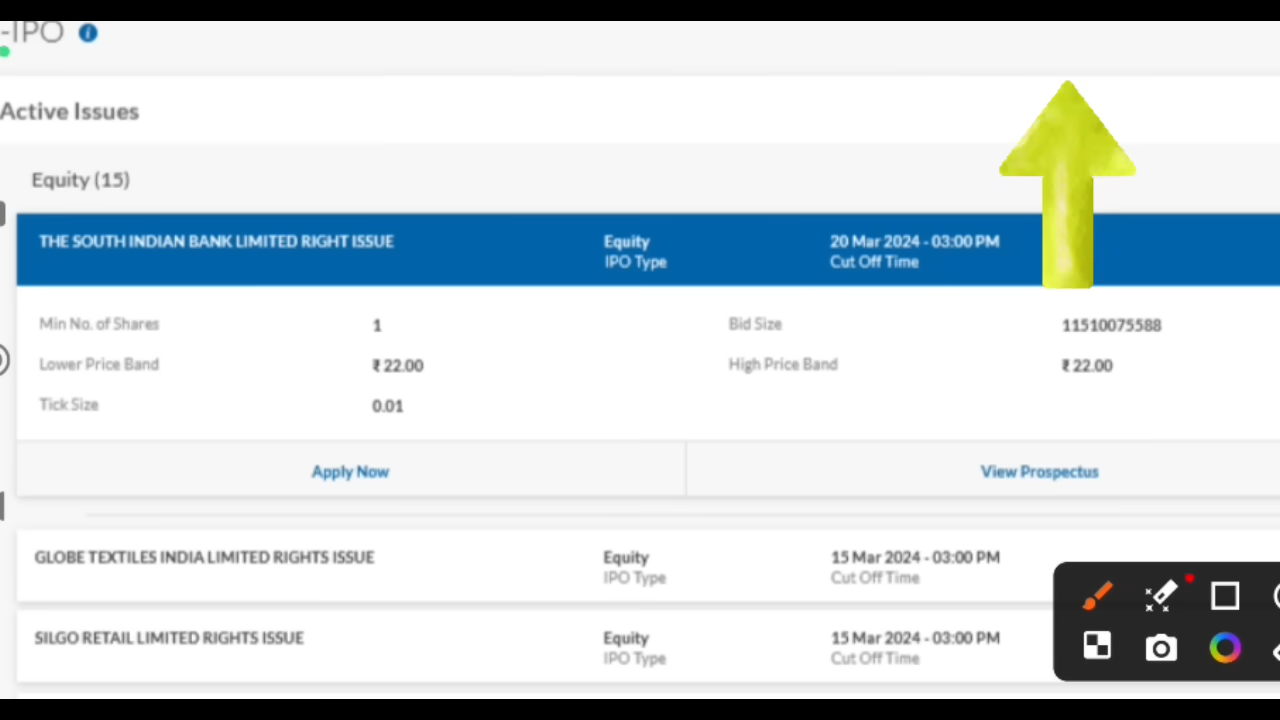 -IPO
Active Issues
Equity (15)
THE SOUTH INDIAN BANK LIMITED RIGHT ISSUE Equity 20 Mar 2024 - 03:00 PM
IPO Type Cut Off Time
Min No. of Shares 1 Bid Size 11510075588
Lower Price Band ₹ 22.00 High Price Band ₹ 22.00
Tick Size 0.01
Apply Now View Prospectus
GLOBE TEXTILES INDIA LIMITED RIGHTS ISSUE Equity 15 Mar 2024 - 03:00 PM
IPO Type Cut Off Time
SILGO RETAIL LIMITED RIGHTS ISSUE Equity 15 Mar 2024 - 03:00 PM
IPO Type Cut Off Time